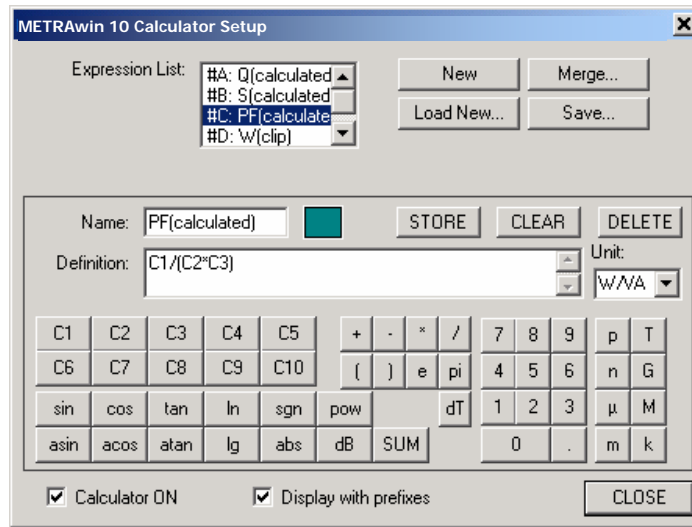 METRAwin 10 Calculator Setup
Expression List:
#A: Q(calculated
#B: S(calculated
#C: PF(calculate
#D: W(clip)
New
Merge...
Load New...
Save...
Name:
PF(calculated)
STORE
CLEAR
DELETE
Definition:
C1/(C2*C3)
Unit:
W/VA
C1 C2 C3 C4 C5 + - * / 7 8 9 p T
C6 C7 C8 C9 C10 ( ) e pi 4 5 6 n G
sin cos tan ln sgn pow dT 1 2 3 µ M
asin acos atan lg abs dB SUM 0 . m k
Calculator ON
Display with prefixes
CLOSE